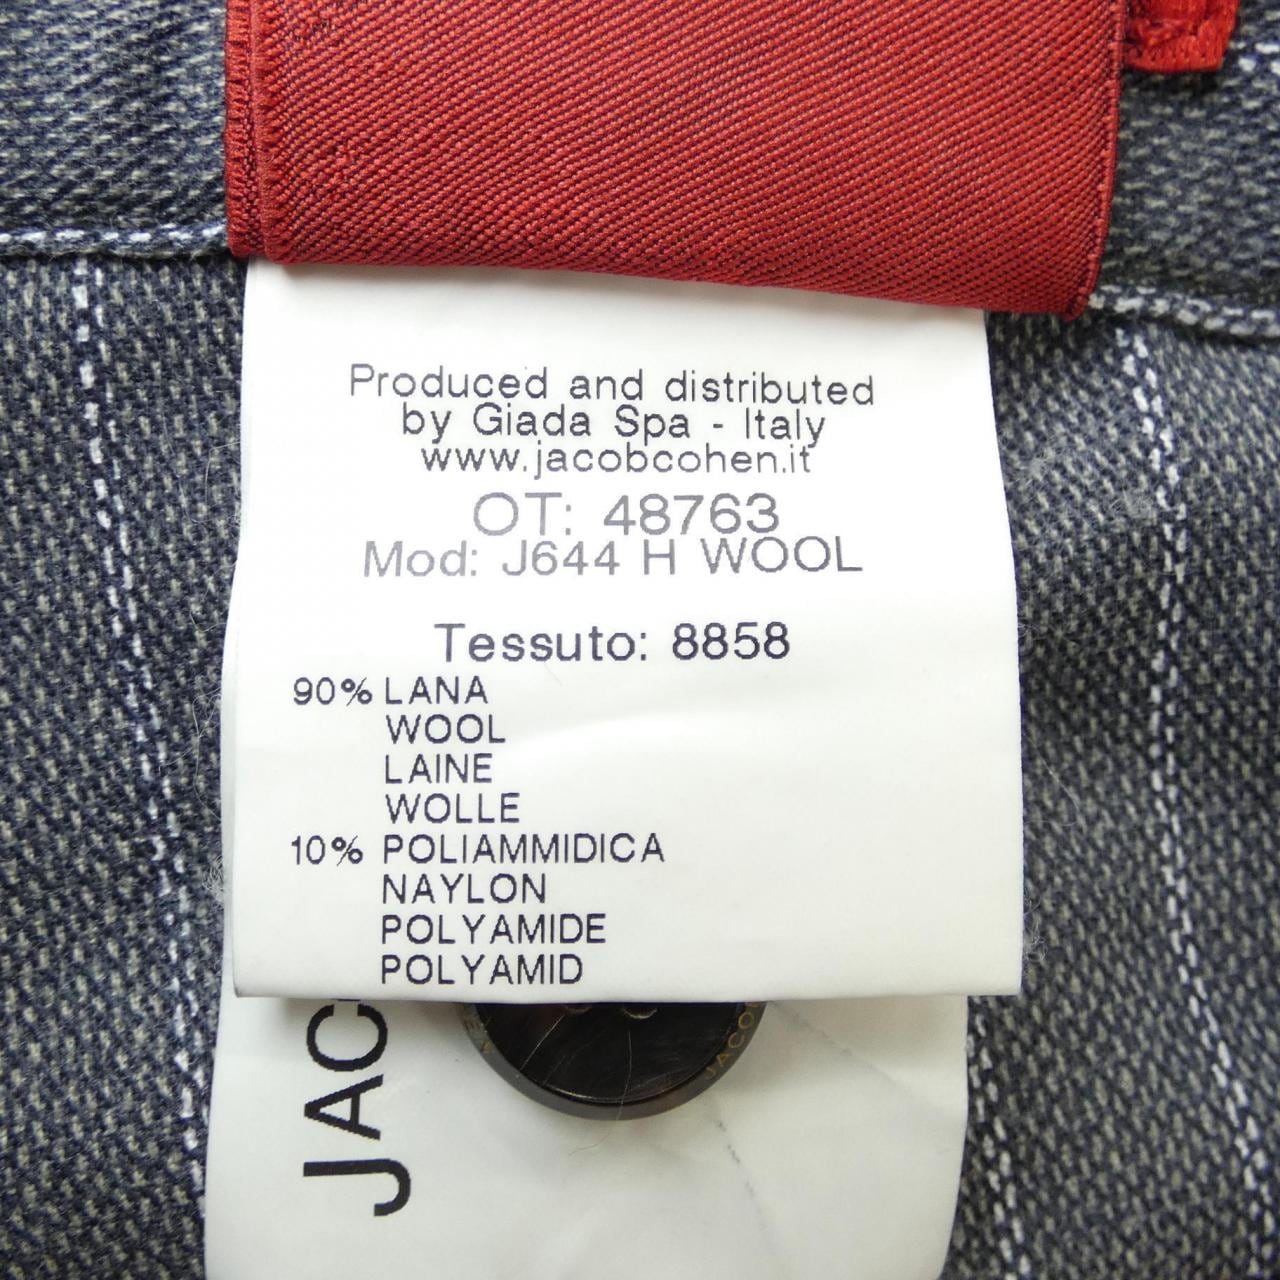 Produced and distributed
by Giada Spa - Italy
www.jacobcohen.it
OT: 48763
Mod: J644 H WOOL
Tessuto: 8858
90% LANA
WOOL
LAINE
WOLLE
10% POLIAMMIDICA
NAYLON
POLYAMIDE
POLYAMID
JAC
JACO